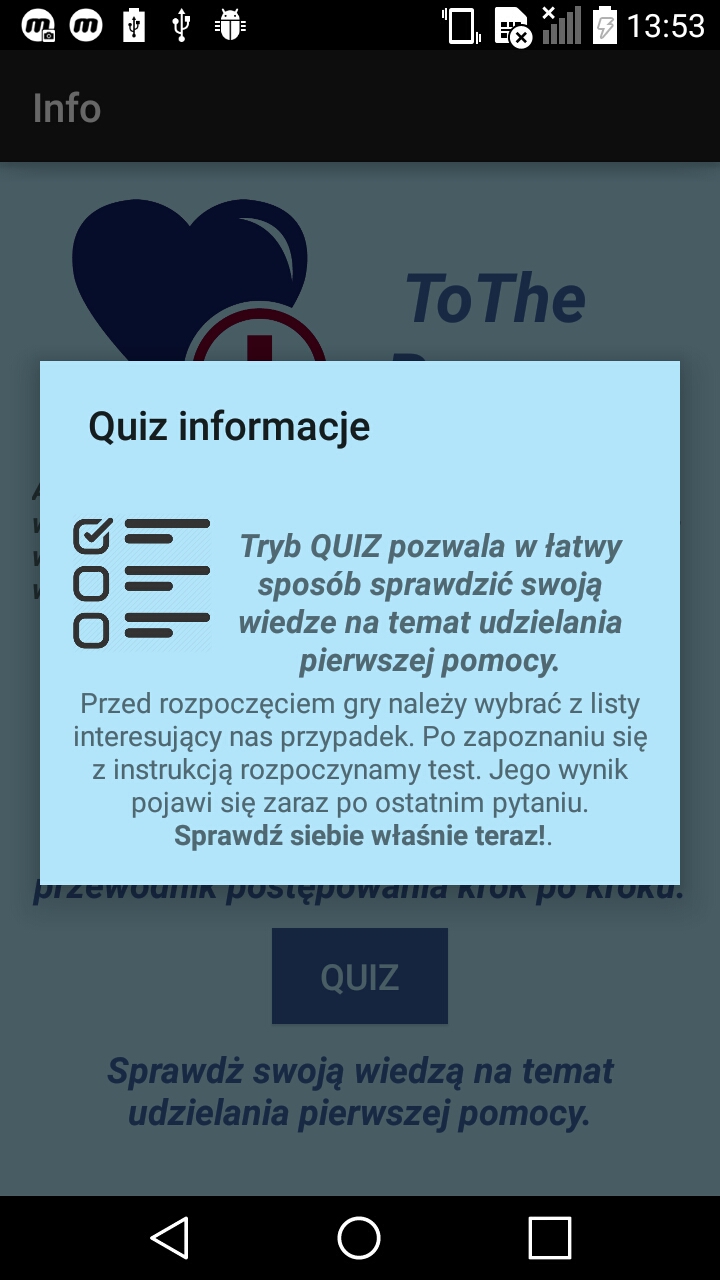 13:53
Info
ToThe
Quiz informacje
Tryb QUIZ pozwala w łatwy
sposób sprawdzić swoją
wiedze na temat udzielania
pierwszej pomocy.
Przed rozpoczęciem gry należy wybrać z listy
interesujący nas przypadek. Po zapoznaniu się
z instrukcją rozpoczynamy test. Jego wynik
pojawi się zaraz po ostatnim pytaniu.
Sprawdź siebie właśnie teraz!.
przewodnik postępowania krok po kroku.
QUIZ
Sprawdż swoją wiedzą na temat
udzielania pierwszej pomocy.